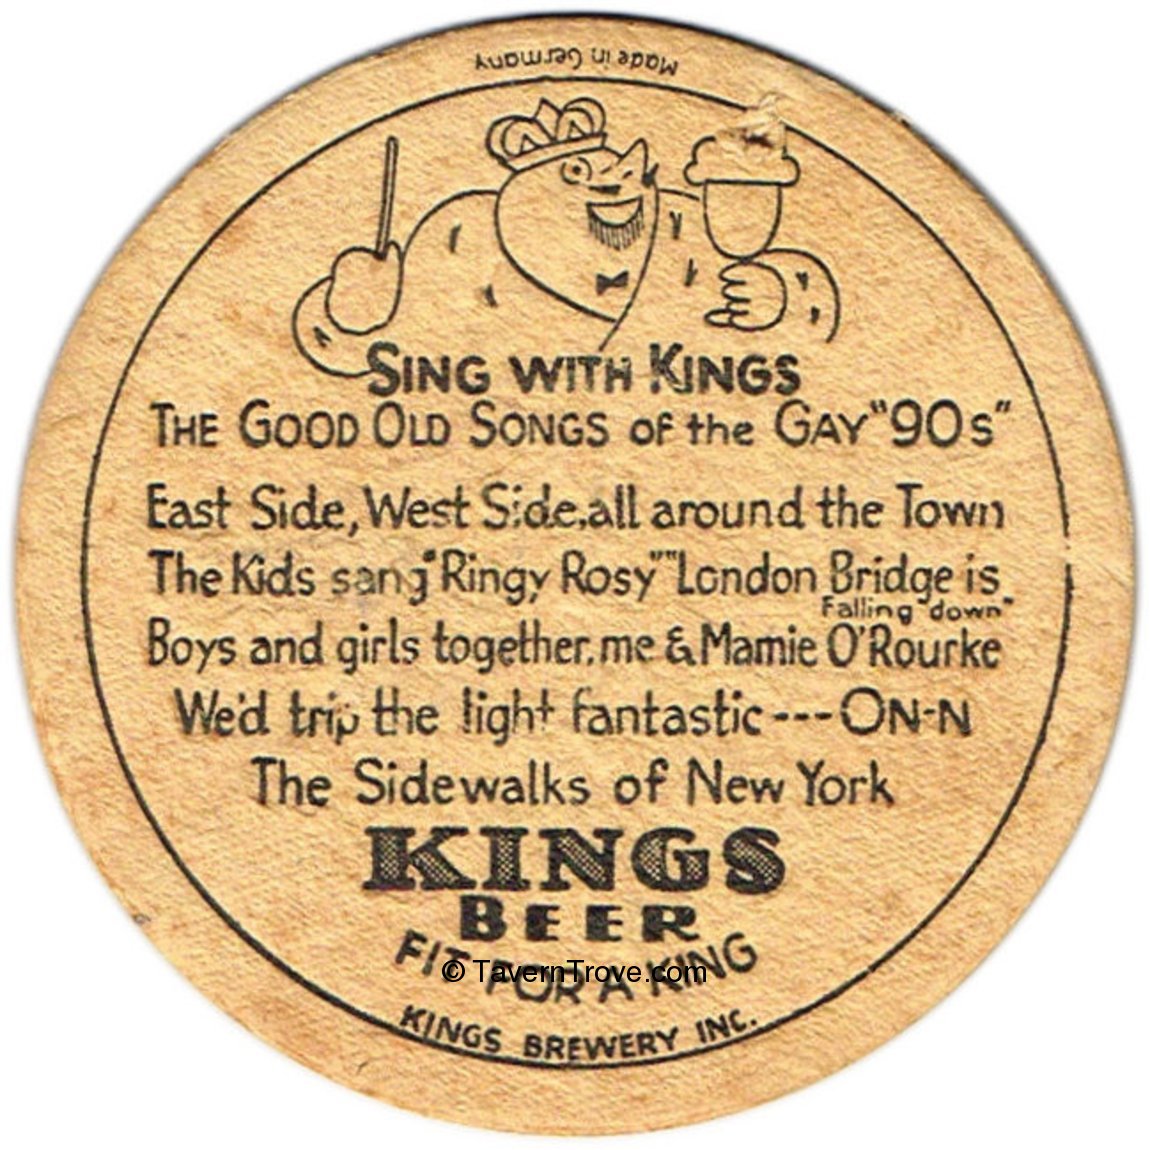 Made in Germany
SING WITH KINGS
THE GOOD OLD SONGS of the GAY "90s"
East Side, West Side, all around the Town
The Kids sang "Ringy Rosy" "London Bridge is
Falling down"
Boys and girls together, me & Mamie O'Rourke
We'd trip the light fantastic --- ON-N
The Sidewalks of New York
KINGS
BEER
FIT FOR A KING
© TavernTrove.com
KINGS BREWERY INC.